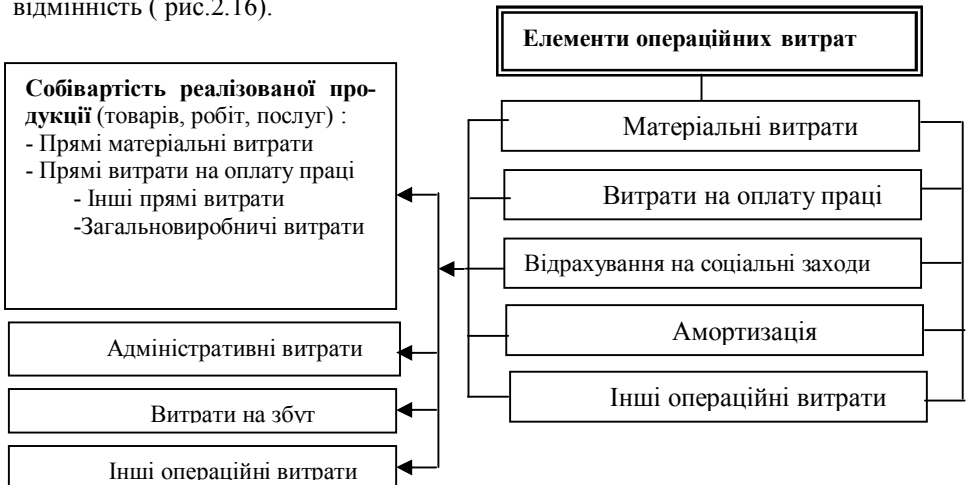 відмінність ( рис.2.16).
Елементи операційних витрат
Собівартість реалізованої про-
дукції (товарів, робіт, послуг) :
- Прямі матеріальні витрати
- Прямі витрати на оплату праці
- Інші прямі витрати
-Загальновиробничі витрати
Адміністративні витрати
Витрати на збут
Інші операційні витрати
Матеріальні витрати
Витрати на оплату праці
Відрахування на соціальні заходи
Амортизація
Інші операційні витрати